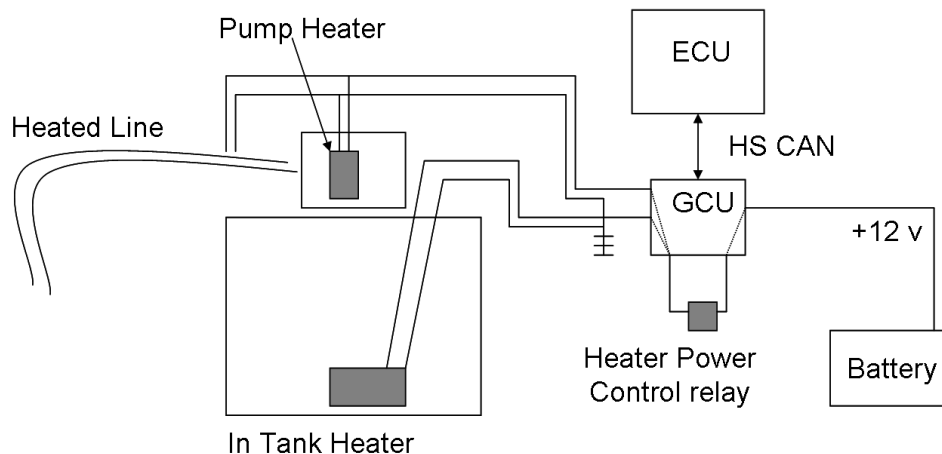 Pump Heater
ECU
Heated Line
HS CAN
GCU
+12 v
Heater Power
Control relay
Battery
In Tank Heater